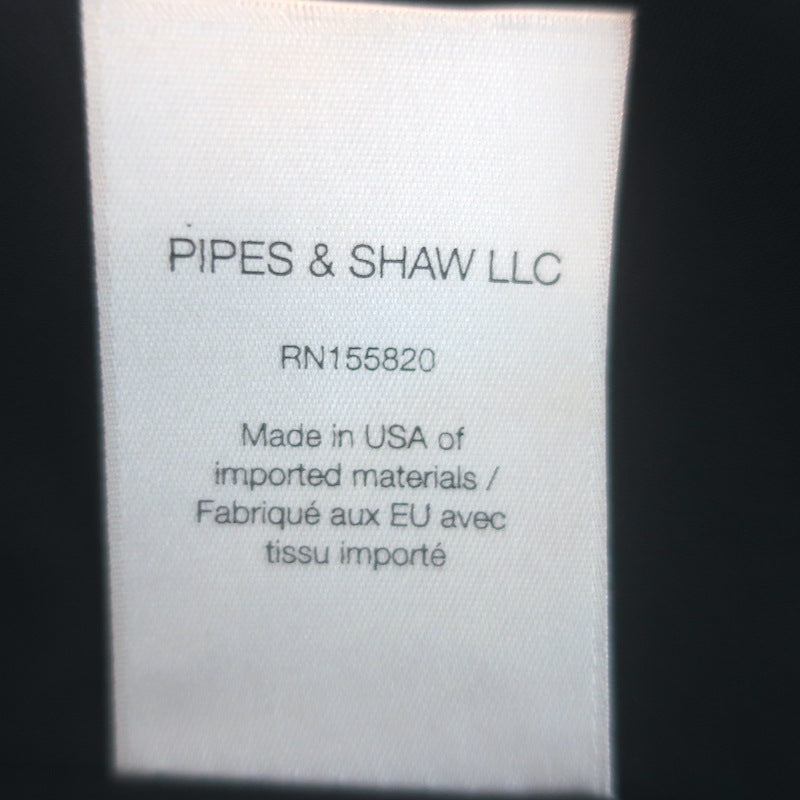 PIPES & SHAW LLC
RN155820
Made in USA of
imported materials /
Fabriqué aux EU avec
tissu importé